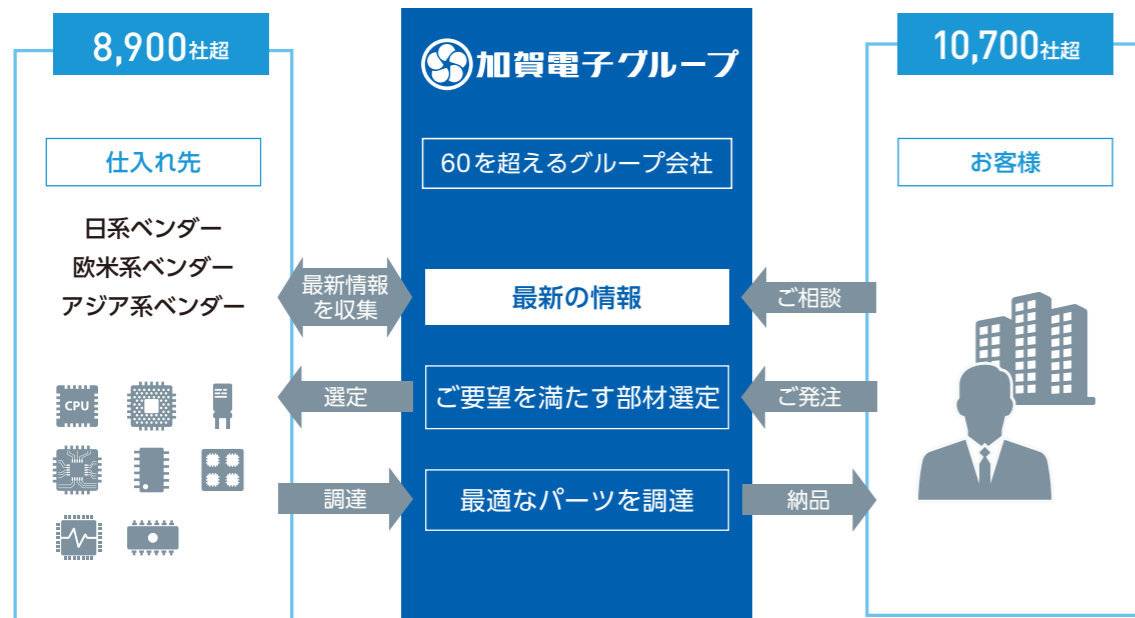 8,900社超
仕入れ先
日系ベンダー
欧米系ベンダー
アジア系ベンダー
CPU
最新情報
を収集
選定
調達
加賀電子グループ
60を超えるグループ会社
最新の情報
ご要望を満たす部材選定
最適なパーツを調達
ご相談
ご発注
納品
10,700社超
お客様